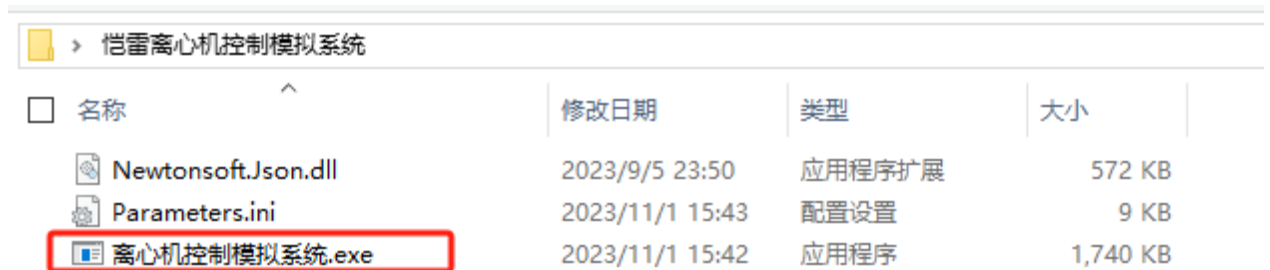 恺雷离心机控制模拟系统
名称 修改日期 类型 大小
Newtonsoft.Json.dll 2023/9/5 23:50 应用程序扩展 572 KB
Parameters.ini 2023/11/1 15:43 配置设置 9 KB
离心机控制模拟系统.exe 2023/11/1 15:42 应用程序 1,740 KB